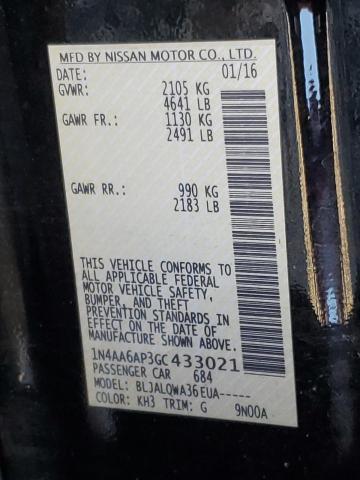 MFD BY NISSAN MOTOR CO., LTD.
DATE: 01/16
GVWR: 2105 KG
4641 LB
GAWR FR.: 1130 KG
2491 LB
GAWR RR.: 990 KG
2183 LB
THIS VEHICLE CONFORMS TO
ALL APPLICABLE FEDERAL
MOTOR VEHICLE SAFETY,
BUMPER, AND THEFT
PREVENTION STANDARDS IN
EFFECT ON THE DATE OF
MANUFACTURE SHOWN ABOVE.
1N4AA6AP3GC433021
PASSENGER CAR 684
MODEL: BLJALQWA36EUA-----
COLOR: KH3 TRIM: G 9N00A